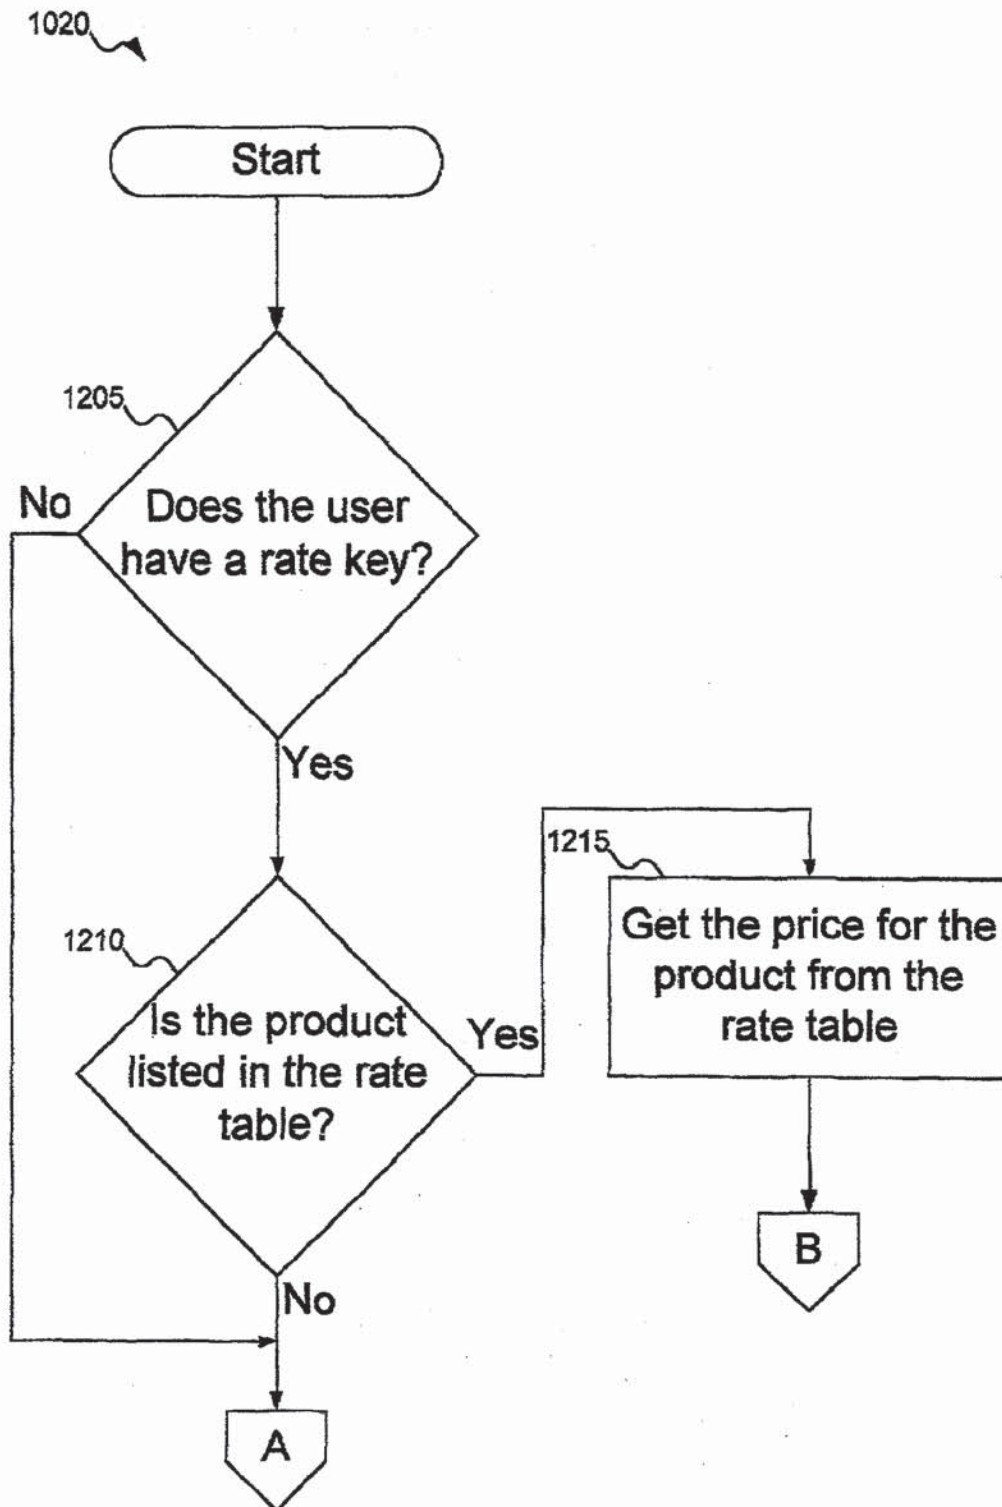 1020
Start
1205
No
Does the user
have a rate key?
Yes
1215
Get the price for the
product from the
rate table
1210
Is the product
listed in the rate
table?
Yes
B
No
A